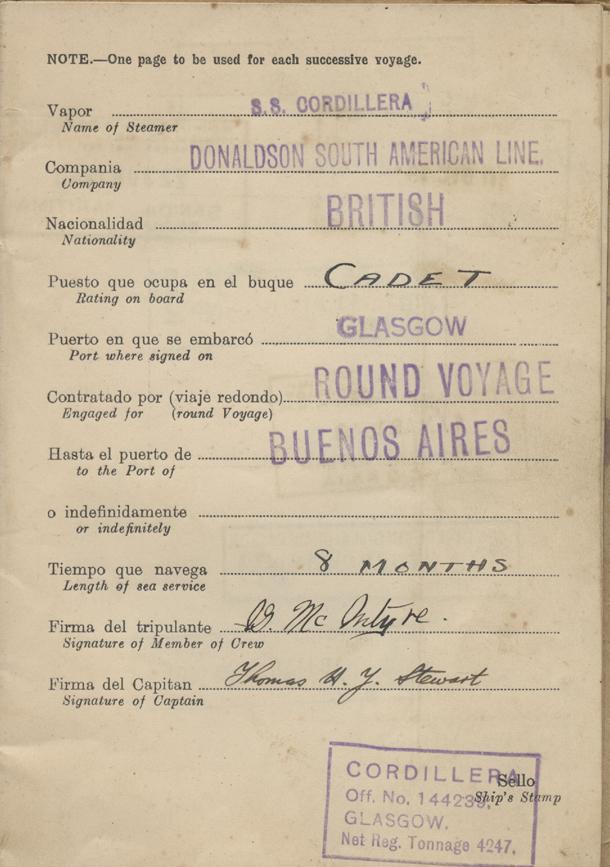 NOTE.—One page to be used for each successive voyage.
Vapor S.S. CORDILLERA
Name of Steamer
Compania DONALDSON SOUTH AMERICAN LINE.
Company
Nacionalidad BRITISH
Nationality
Puesto que ocupa en el buque CADET
Rating on board
Puerto en que se embarcó GLASGOW
Port where signed on
Contratado por (viaje redondo) ROUND VOYAGE
Engaged for (round Voyage)
Hasta el puerto de BUENOS AIRES
to the Port of
o indefinidamente
or indefinitely
Tiempo que navega 8 MONTHS
Length of sea service
Firma del tripulante D. McIntyre.
Signature of Member of Crew
Firma del Capitan Thomas H. Y. Stewart
Signature of Captain
CORDILLERA
Sello
Off. No. 144239,
Ship's Stamp
GLASGOW.
Net Reg. Tonnage 4247.